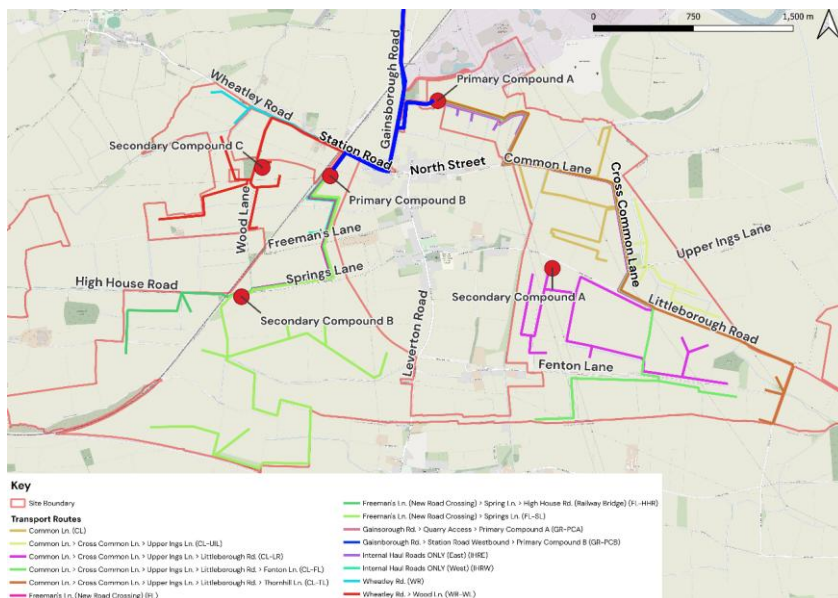 0 750 1,500 m
Gainsborough Road
Primary Compound A
Wheatley Road
Secondary Compound C
Station Road
North Street
Common Lane
Primary Compound B
Wood Lane
Cross Common Lane
Freeman's Lane
Upper Ings Lane
High House Road
Springs Lane
Secondary Compound A
Secondary Compound B
Littleborough Road
Leverton Road
Fenton Lane
Key
Site Boundary
Transport Routes
Common Ln. (CL)
Common Ln. > Cross Common Ln. > Upper Ings Ln. (CL-UIL)
Common Ln. > Cross Common Ln. > Upper Ings Ln. > Littleborough Rd. (CL-LR)
Common Ln. > Cross Common Ln. > Upper Ings Ln. > Littleborough Rd. > Fenton Ln. (CL-FL)
Common Ln. > Cross Common Ln. > Upper Ings Ln. > Littleborough Rd. > Thornhill Ln. (CL-TL)
Freeman's Ln. (New Road Crossing) (FL)
Freeman's Ln. (New Road Crossing) > Spring Ln. > High House Rd. (Railway Bridge) (FL-HHR)
Freeman's Ln. (New Road Crossing) > Springs Ln. (FL-SL)
Gainsorough Rd. > Quarry Access > Primary Compound A (GR-PCA)
Gaisnborough Rd. > Station Road Westbound > Primary Compound B (GR-PCB)
Internal Haul Roads ONLY (East) (IHRE)
Internal Haul Roads ONLY (West) (IHRW)
Wheatley Rd. (WR)
Wheatley Rd. > Wood Ln. (WR-WL)